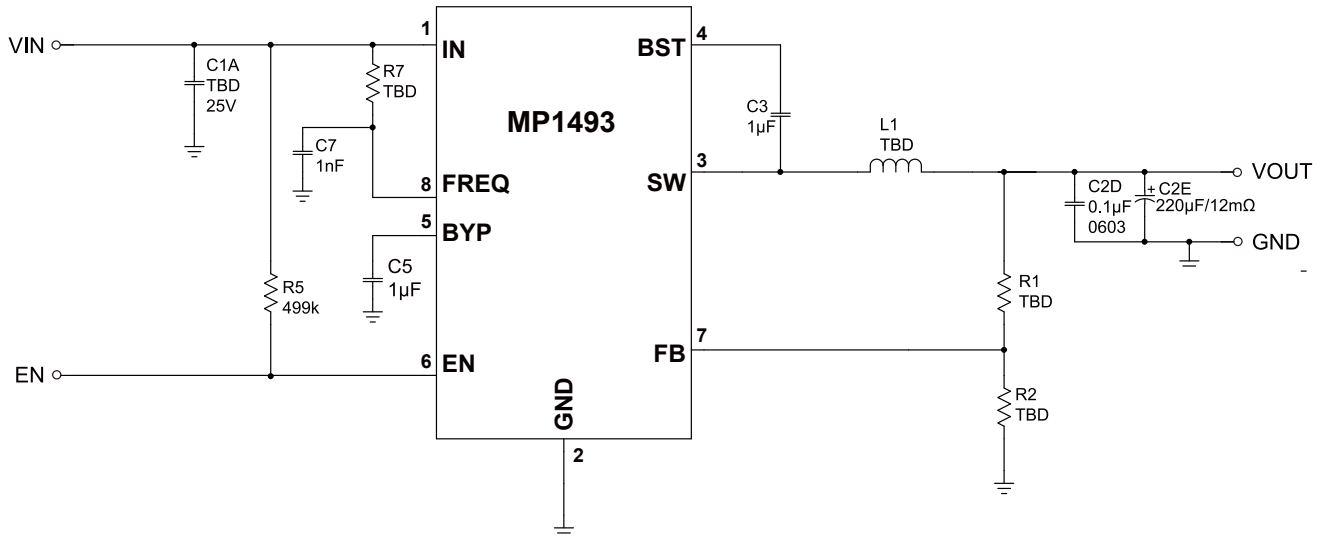 VIN
C1A
TBD
25V
R7
TBD
C7
1nF
R5
499k
C5
1µF
EN
1
IN
8
FREQ
5
BYP
6
EN
MP1493
GND
2
4
BST
3
SW
7
FB
C3
1µF
L1
TBD
C2D
0.1µF
0603
+
C2E
220µF/12mΩ
VOUT
GND
R1
TBD
R2
TBD